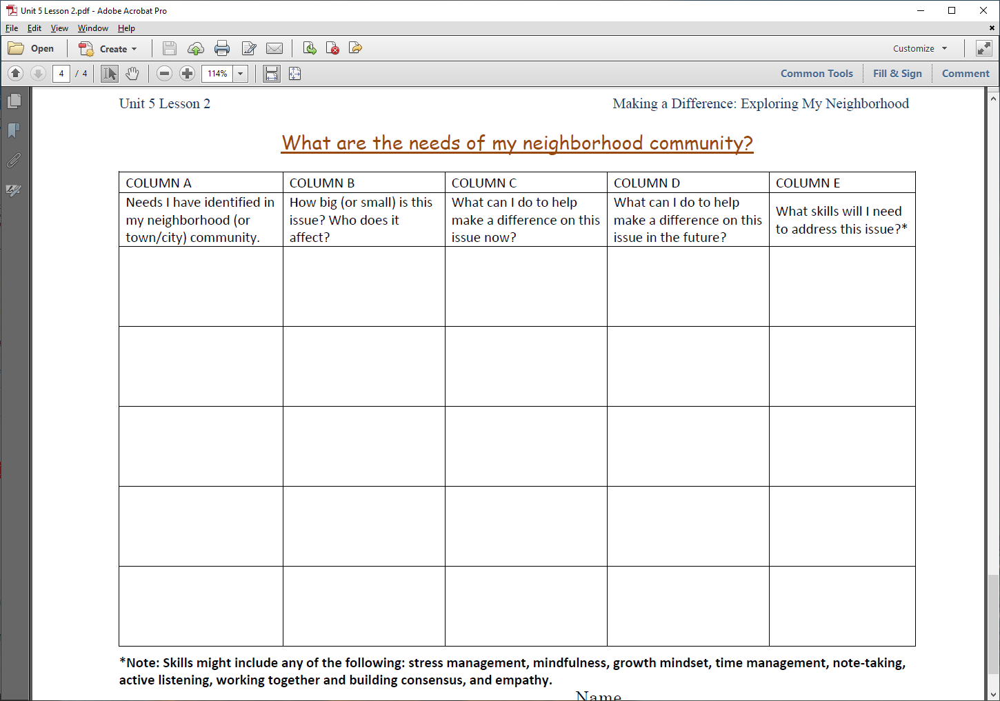 Unit 5 Lesson 2.pdf - Adobe Acrobat Pro
File Edit View Window Help
Open Create Customize
4 / 4 114% Common Tools Fill & Sign Comment
Unit 5 Lesson 2 Making a Difference: Exploring My Neighborhood
What are the needs of my neighborhood community?
COLUMN A COLUMN B COLUMN C COLUMN D COLUMN E
Needs I have identified in
my neighborhood (or
town/city) community.
How big (or small) is this
issue? Who does it
affect?
What can I do to help
make a difference on this
issue now?
What can I do to help
make a difference on this
issue in the future?
What skills will I need
to address this issue?*
*Note: Skills might include any of the following: stress management, mindfulness, growth mindset, time management, note-taking,
active listening, working together and building consensus, and empathy.
Name